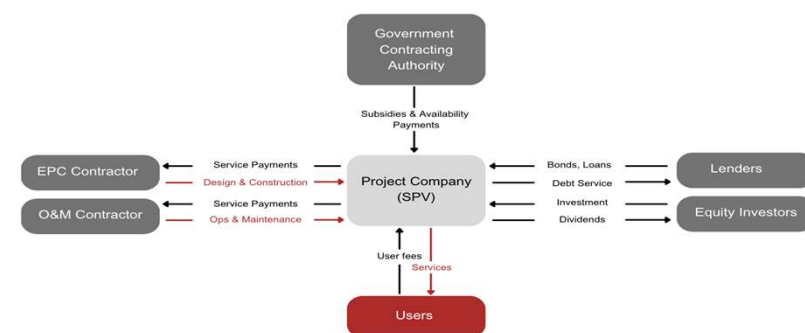 Government
Contracting
Authority
Subsidies & Availability
Payments
EPC Contractor
Service Payments
Design & Construction
O&M Contractor
Service Payments
Ops & Maintenance
Project Company
(SPV)
Bonds, Loans
Debt Service
Lenders
Investment
Dividends
Equity Investors
User fees
Services
Users